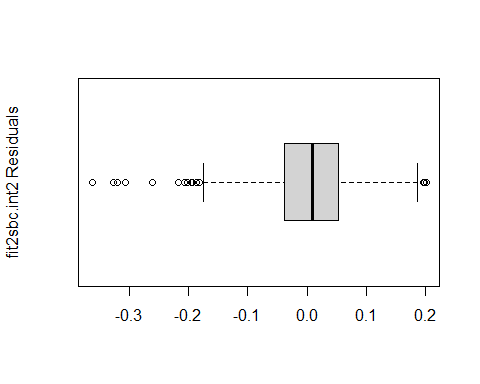 fit2sbc.int2 Residuals
-0.3 -0.2 -0.1 0.0 0.1 0.2